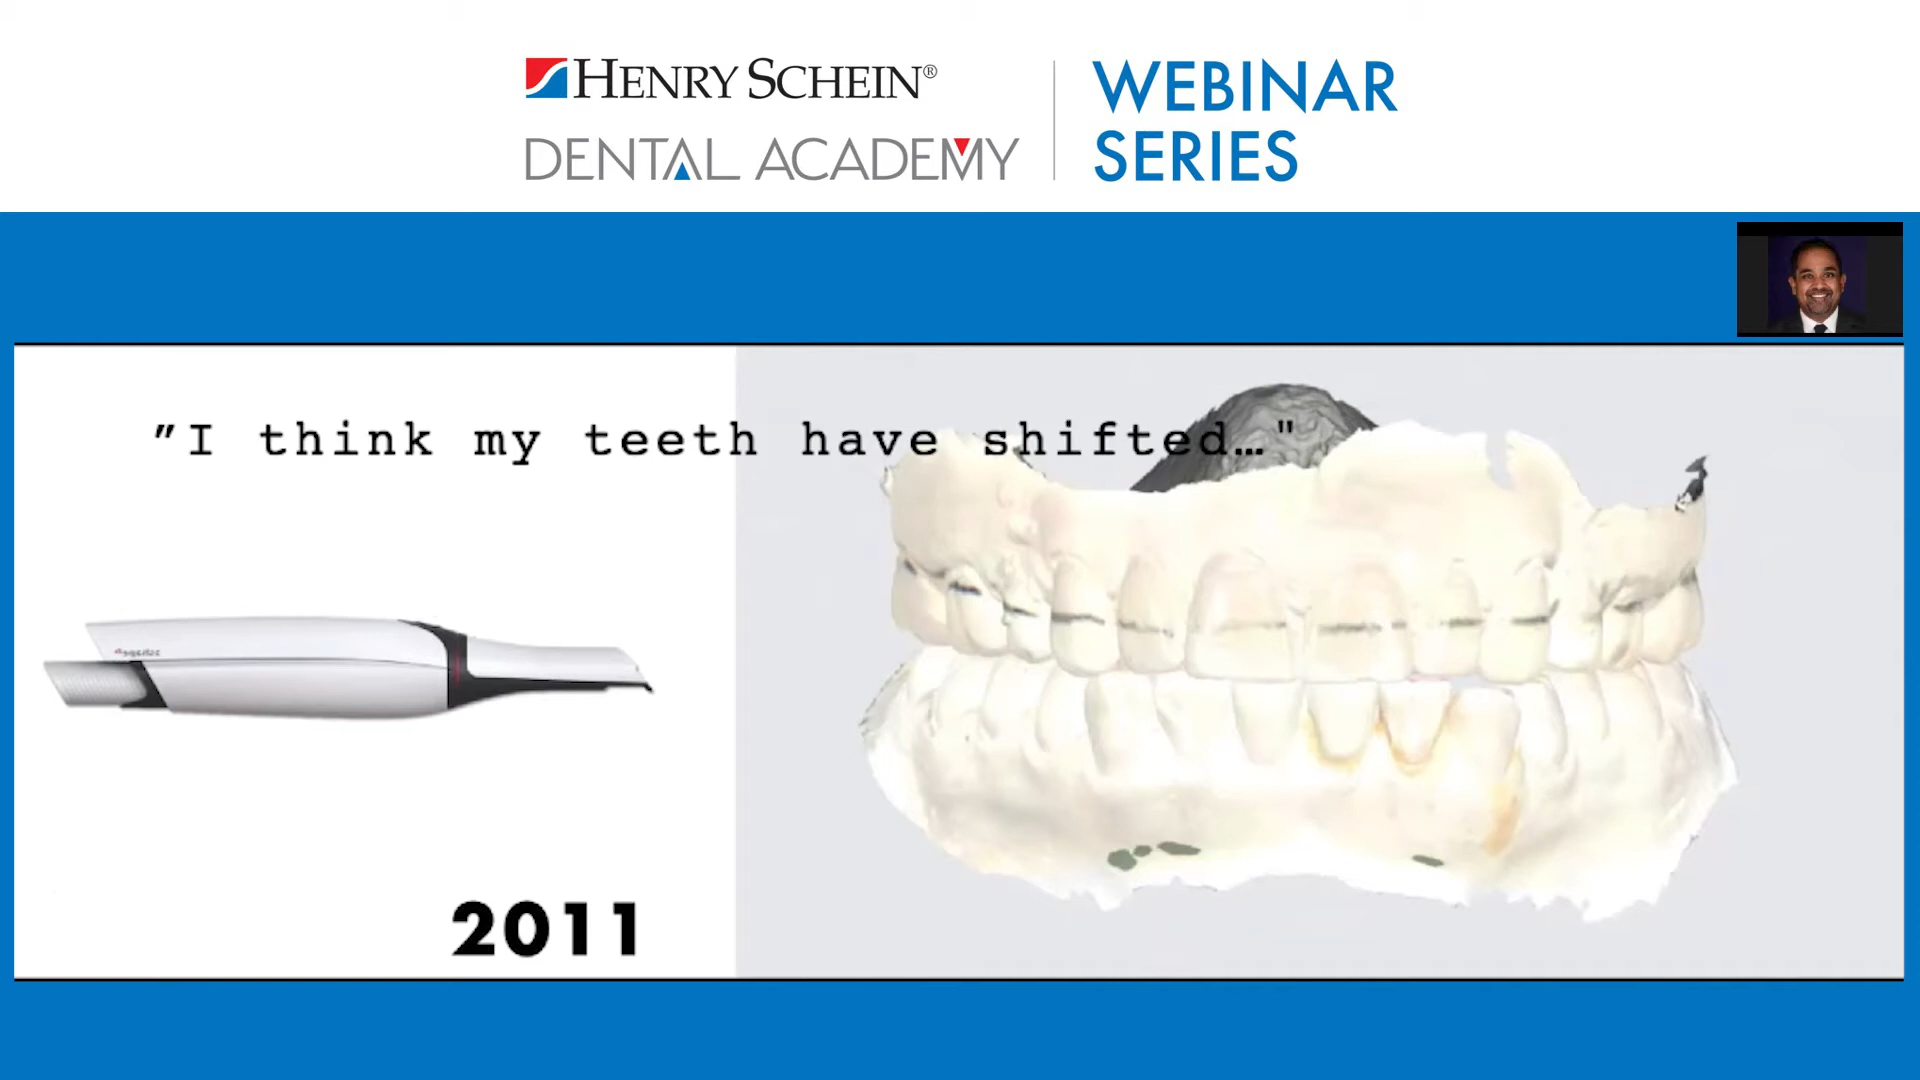 HENRY SCHEIN®
DENTAL ACADEMY
WEBINAR
SERIES
"I think my teeth have shifted…"
2011